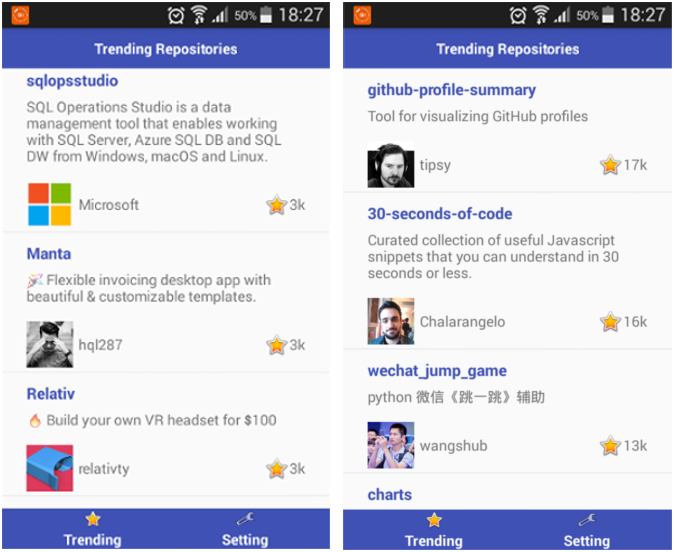 50% 18:27
Trending Repositories
sqlopsstudio
SQL Operations Studio is a data
management tool that enables working
with SQL Server, Azure SQL DB and SQL
DW from Windows, macOS and Linux.
Microsoft 3k
Manta
🎉 Flexible invoicing desktop app with
beautiful & customizable templates.
hql287 3k
Relativ
🔥 Build your own VR headset for $100
relativty 3k
Trending Setting
50% 18:27
Trending Repositories
github-profile-summary
Tool for visualizing GitHub profiles
tipsy 17k
30-seconds-of-code
Curated collection of useful Javascript
snippets that you can understand in 30
seconds or less.
Chalarangelo 16k
wechat_jump_game
python 微信《跳一跳》辅助
wangshub 13k
charts
Trending Setting